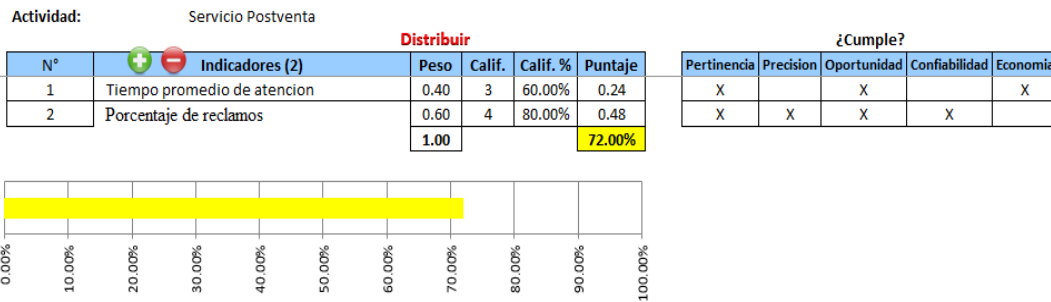 Actividad: Servicio Postventa
Distribuir ¿Cumple?
N° Indicadores (2) Peso Calif. Calif. % Puntaje Pertinencia Precision Oportunidad Confiabilidad Economia
1 Tiempo promedio de atencion 0.40 3 60.00% 0.24 X X X
2 Porcentaje de reclamos 0.60 4 80.00% 0.48 X X X X
1.00 72.00%
0.00% 10.00% 20.00% 30.00% 40.00% 50.00% 60.00% 70.00% 80.00% 90.00% 100.00%